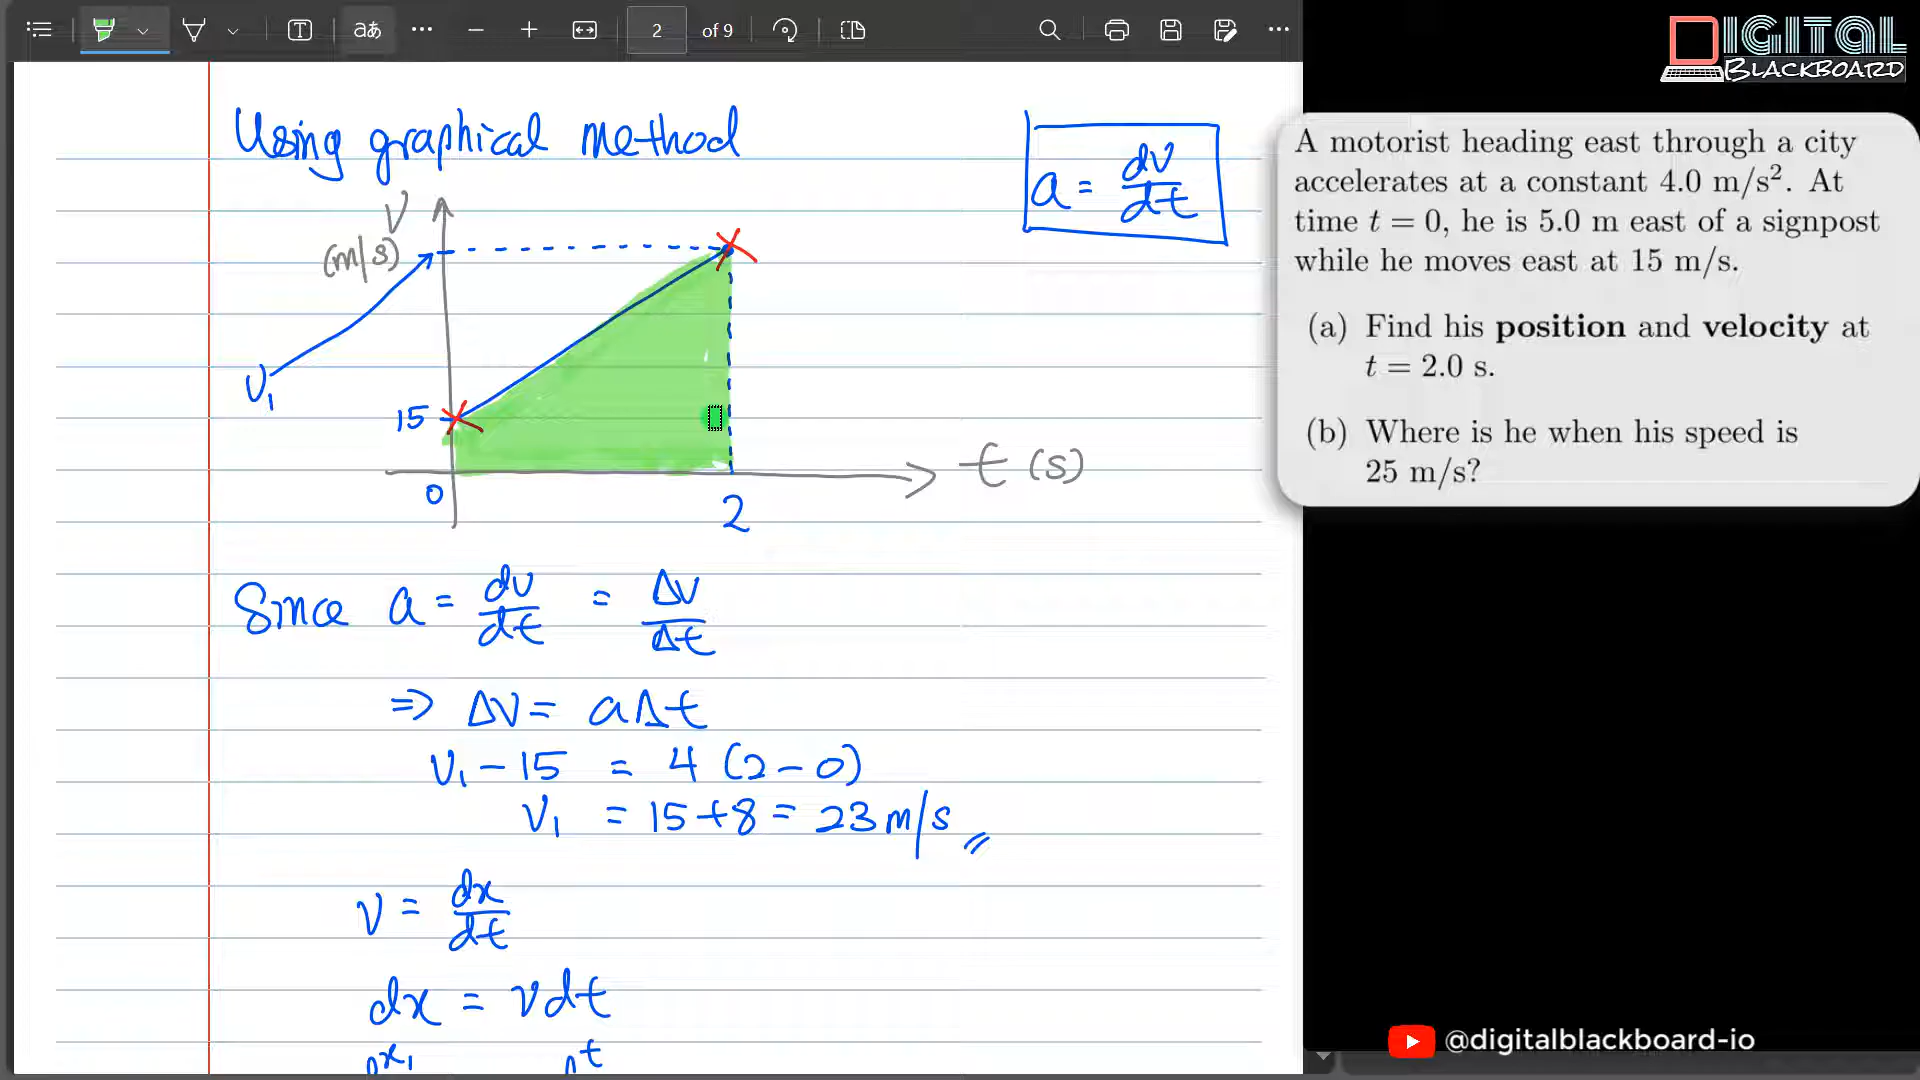 2 of 9
DIGITAL
BLACKBOARD
Using graphical method
a = dv/dt
v
(m/s)
v₁
15
0
2
t (s)
Since a = dv/dt = Δv/Δt
⇒ Δv = aΔt
v₁ − 15 = 4 (2 − 0)
v₁ = 15 + 8 = 23 m/s
v = dx/dt
dx = vdt
x₁ t
A motorist heading east through a city
accelerates at a constant 4.0 m/s². At
time t = 0, he is 5.0 m east of a signpost
while he moves east at 15 m/s.
(a) Find his position and velocity at
t = 2.0 s.
(b) Where is he when his speed is
25 m/s?
@digitalblackboard-io